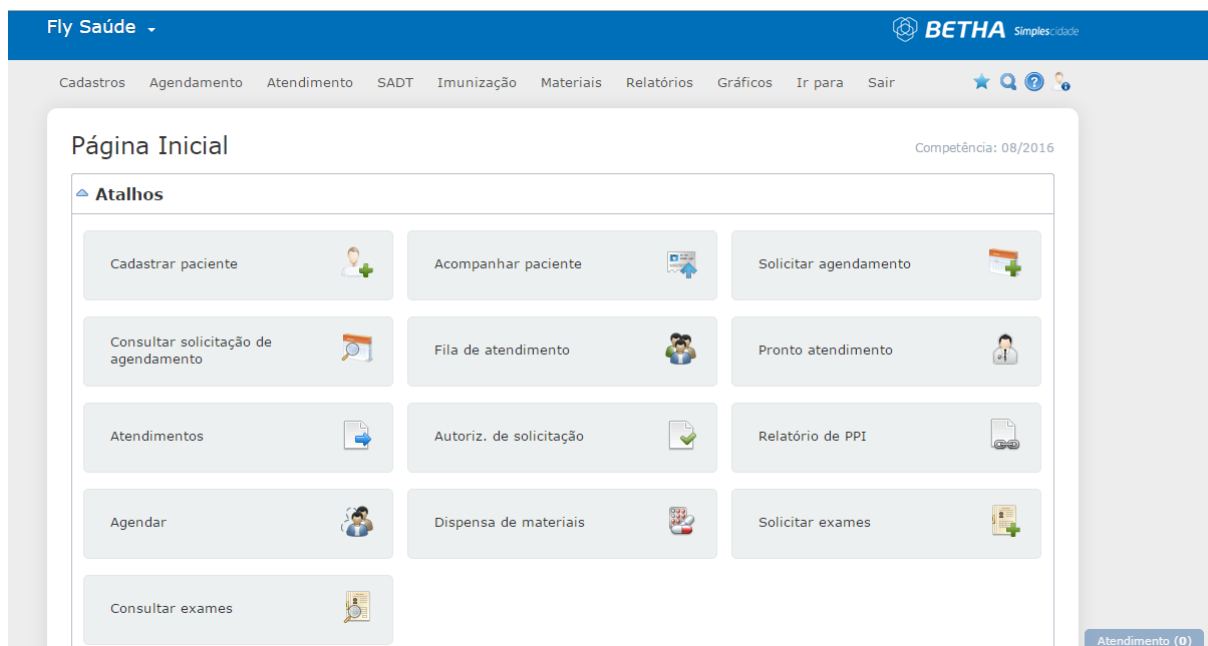 Fly Saúde
BETHA Simplescidade
Cadastros Agendamento Atendimento SADT Imunização Materiais Relatórios Gráficos Ir para Sair
Página Inicial
Competência: 08/2016
Atalhos
Cadastrar paciente
Acompanhar paciente
Solicitar agendamento
Consultar solicitação de
agendamento
Fila de atendimento
Pronto atendimento
Atendimentos
Autoriz. de solicitação
Relatório de PPI
Agendar
Dispensa de materiais
Solicitar exames
Consultar exames
Atendimento (0)